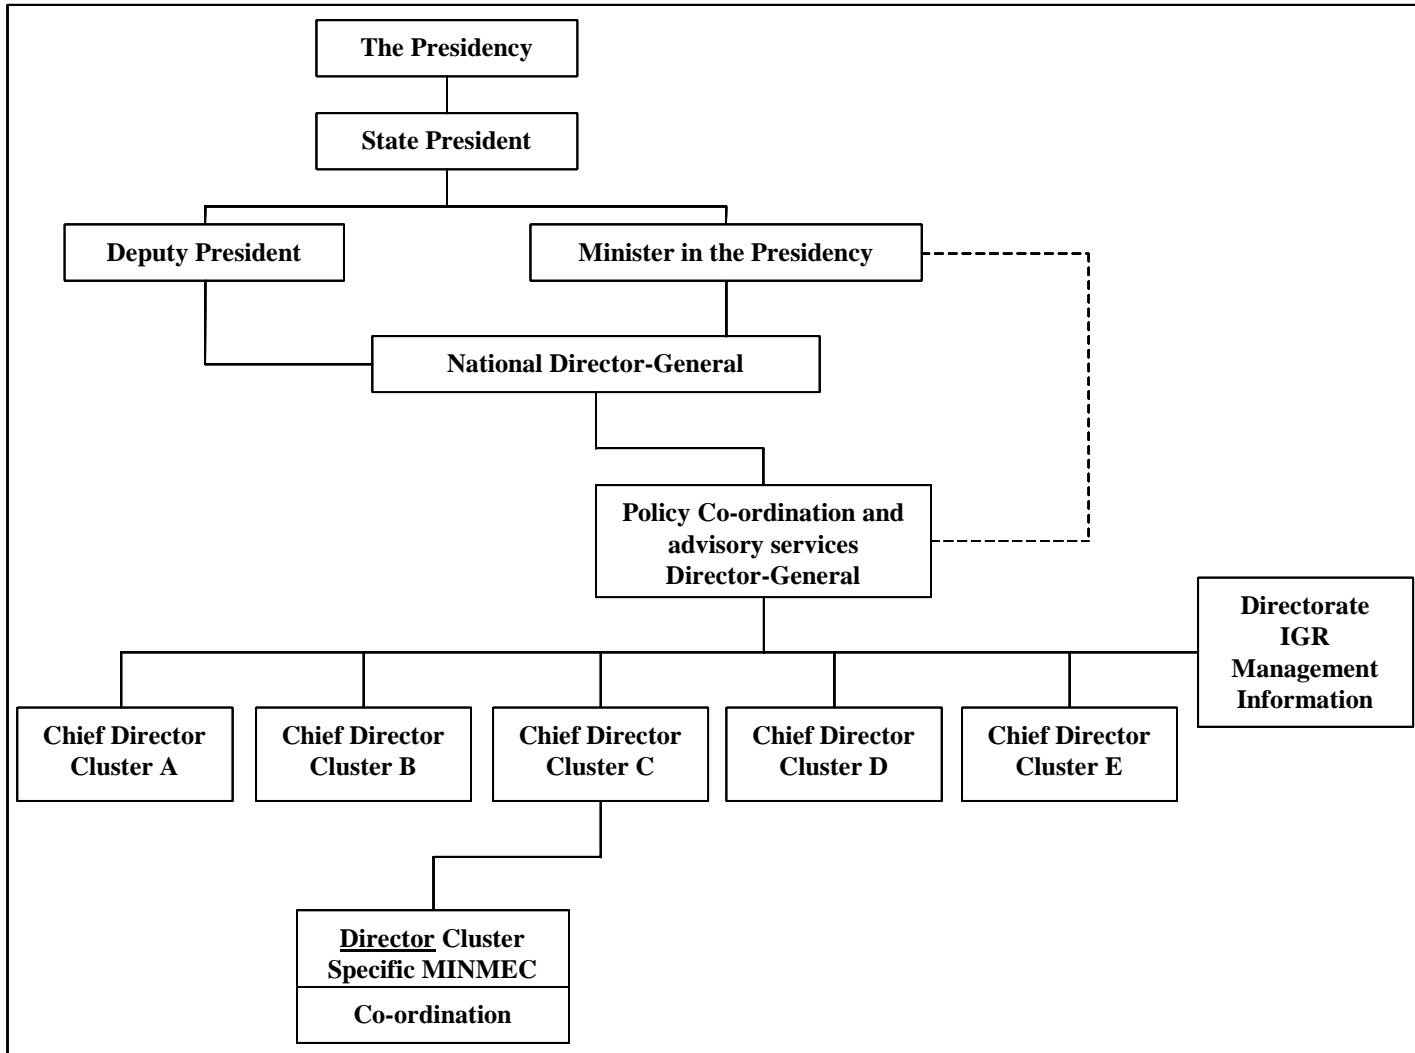 The Presidency
State President
Deputy President
Minister in the Presidency
National Director-General
Policy Co-ordination and
advisory services
Director-General
Directorate
IGR
Management
Information
Chief Director
Cluster A
Chief Director
Cluster B
Chief Director
Cluster C
Chief Director
Cluster D
Chief Director
Cluster E
Director Cluster
Specific MINMEC
Co-ordination